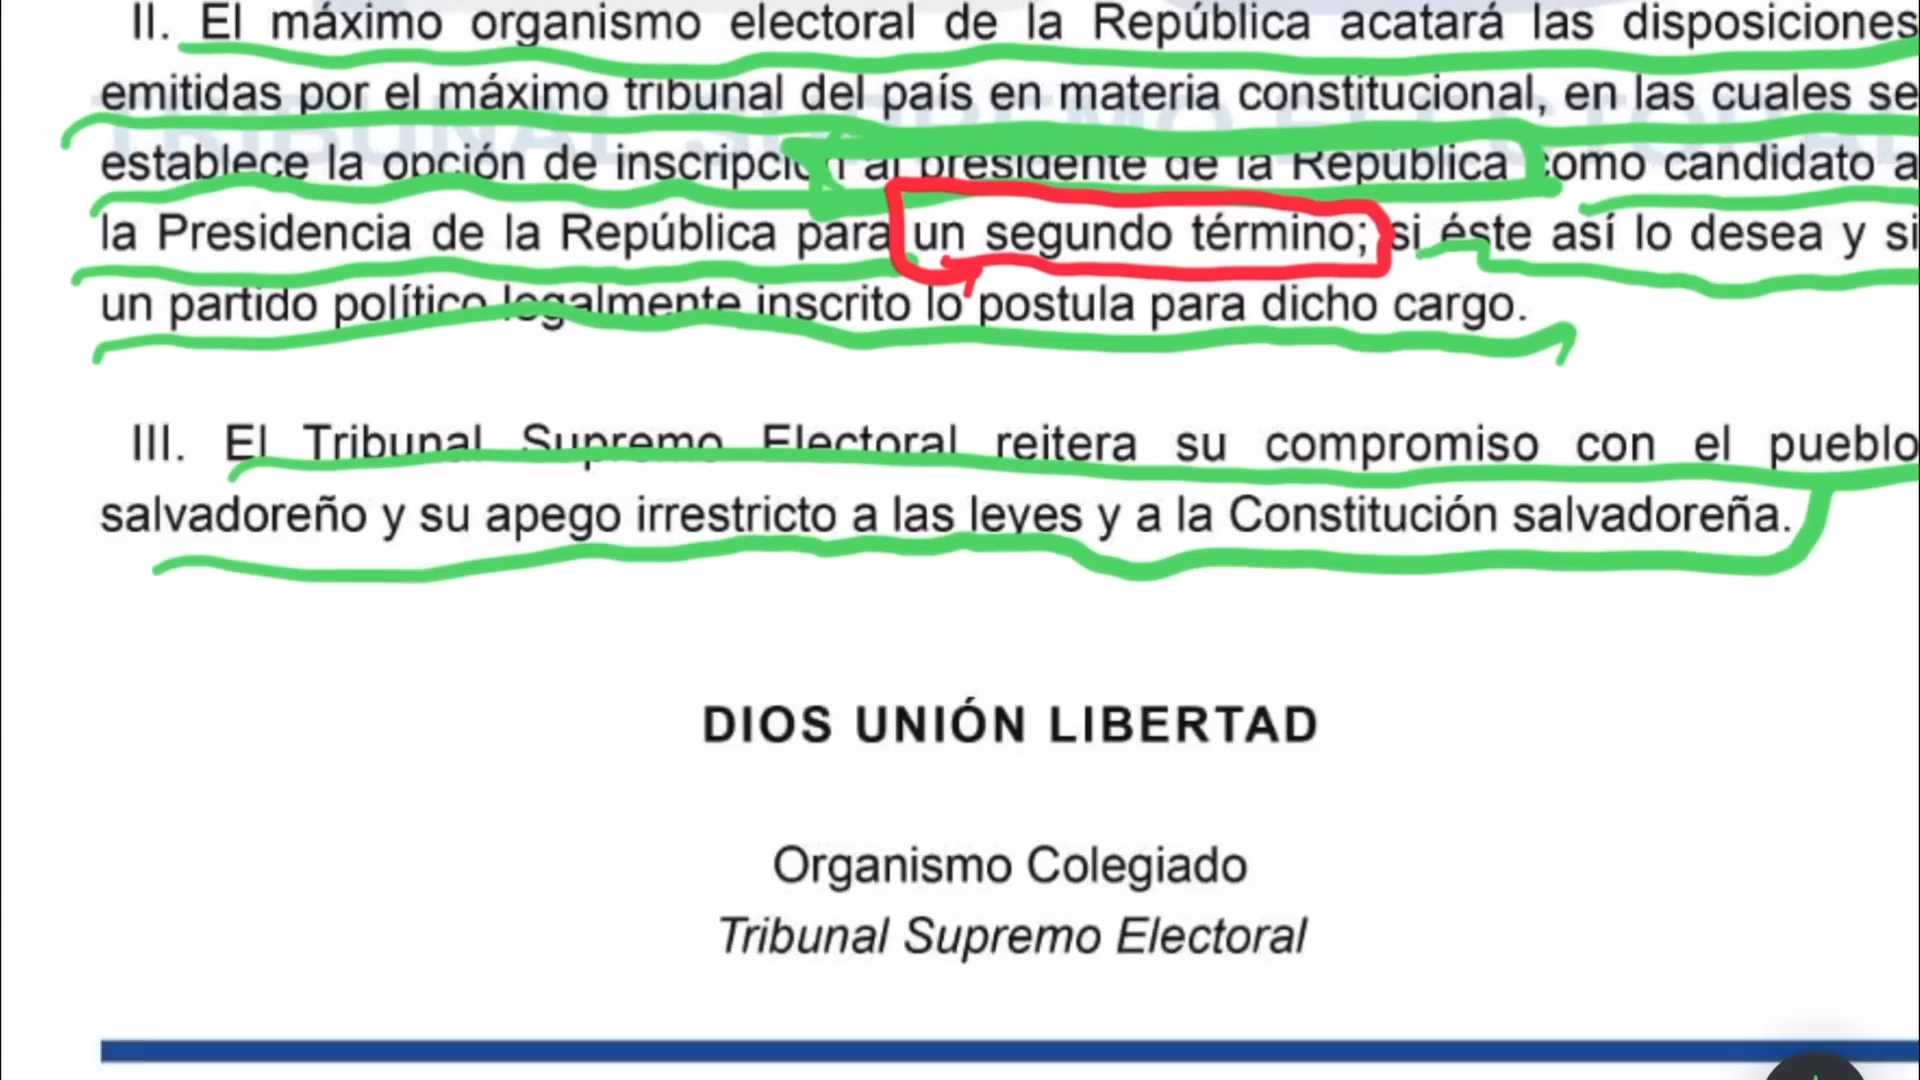 II. El máximo organismo electoral de la República acatará las disposiciones
emitidas por el máximo tribunal del país en materia constitucional, en las cuales se
establece la opción de inscripción al presidente de la República como candidato a
la Presidencia de la República para un segundo término; si éste así lo desea y si
un partido político legalmente inscrito lo postula para dicho cargo.
III. El Tribunal Supremo Electoral reitera su compromiso con el pueblo
salvadoreño y su apego irrestricto a las leyes y a la Constitución salvadoreña.
DIOS UNIÓN LIBERTAD
Organismo Colegiado
Tribunal Supremo Electoral
TRIBUNAL SUPREMO ELECTORAL